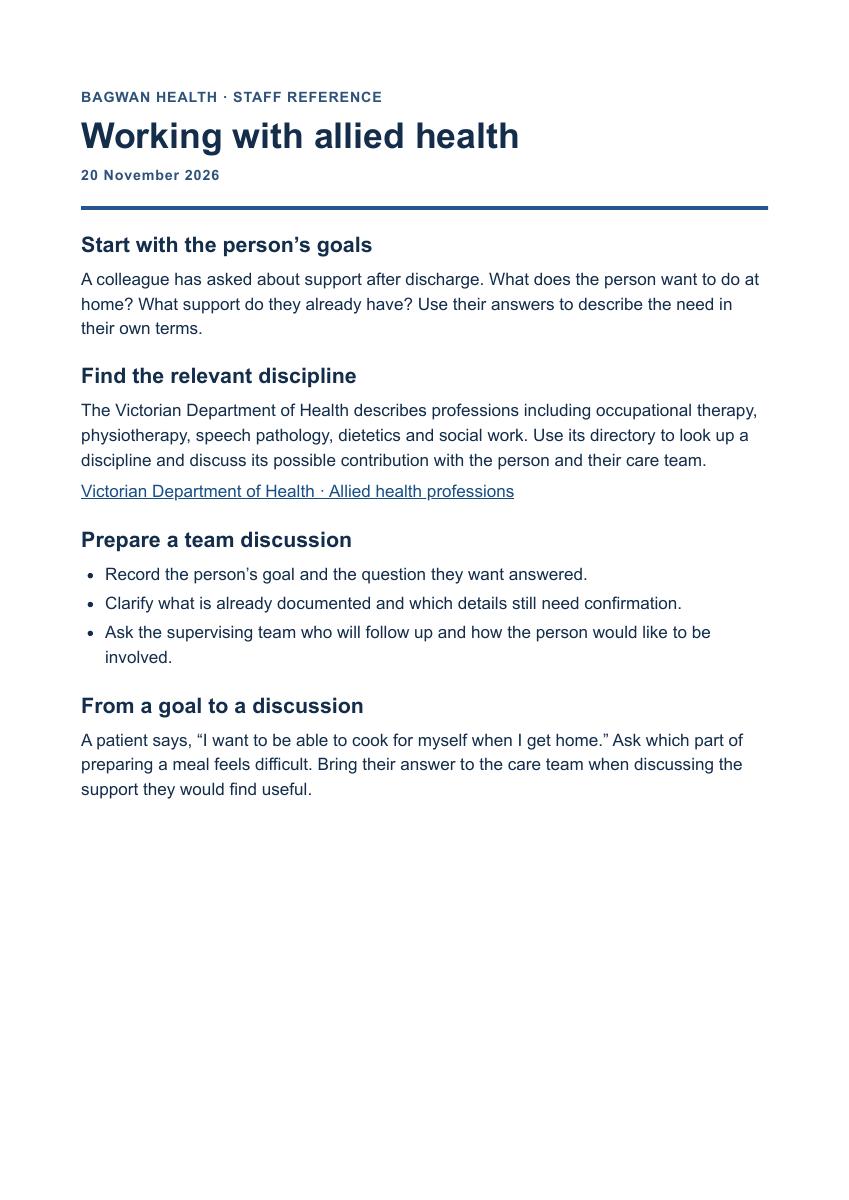 BAGWAN HEALTH · STAFF REFERENCE
Working with allied health
20 November 2026
Start with the person’s goals
A colleague has asked about support after discharge. What does the person want to do at
home? What support do they already have? Use their answers to describe the need in
their own terms.
Find the relevant discipline
The Victorian Department of Health describes professions including occupational therapy,
physiotherapy, speech pathology, dietetics and social work. Use its directory to look up a
discipline and discuss its possible contribution with the person and their care team.
Victorian Department of Health · Allied health professions
Prepare a team discussion
• Record the person’s goal and the question they want answered.
• Clarify what is already documented and which details still need confirmation.
• Ask the supervising team who will follow up and how the person would like to be
involved.
From a goal to a discussion
A patient says, “I want to be able to cook for myself when I get home.” Ask which part of
preparing a meal feels difficult. Bring their answer to the care team when discussing the
support they would find useful.